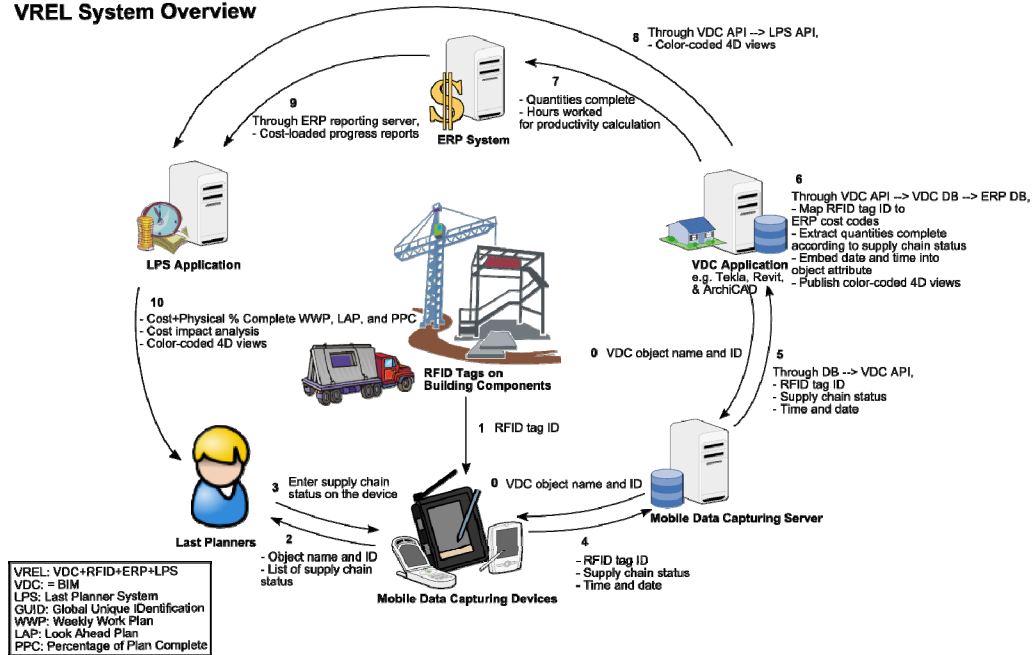 VREL System Overview
8 Through VDC API --> LPS API,
- Color-coded 4D views
7
- Quantities complete
- Hours worked
for productivity calculation
9
Through ERP reporting server,
- Cost-loaded progress reports
ERP System
6
Through VDC API --> VDC DB --> ERP DB,
- Map RFID tag ID to
ERP cost codes
- Extract quantities complete
according to supply chain status
- Embed date and time into
object attribute
- Publish color-coded 4D views
LPS Application
VDC Application
e.g. Tekla, Revit,
& ArchiCAD
10
- Cost+Physical % Complete WWP, LAP, and PPC
- Cost impact analysis
- Color-coded 4D views
RFID Tags on
Building Components
0 VDC object name and ID
5
Through DB --> VDC API,
- RFID tag ID
- Supply chain status
- Time and date
1 RFID tag ID
3 Enter supply chain
status on the device
0 VDC object name and ID
Mobile Data Capturing Server
Last Planners
2
- Object name and ID
- List of supply chain
status
4
- RFID tag ID
- Supply chain status
- Time and date
Mobile Data Capturing Devices
VREL: VDC+RFID+ERP+LPS
VDC: = BIM
LPS: Last Planner System
GUID: Global Unique IDentification
WWP: Weekly Work Plan
LAP: Look Ahead Plan
PPC: Percentage of Plan Complete